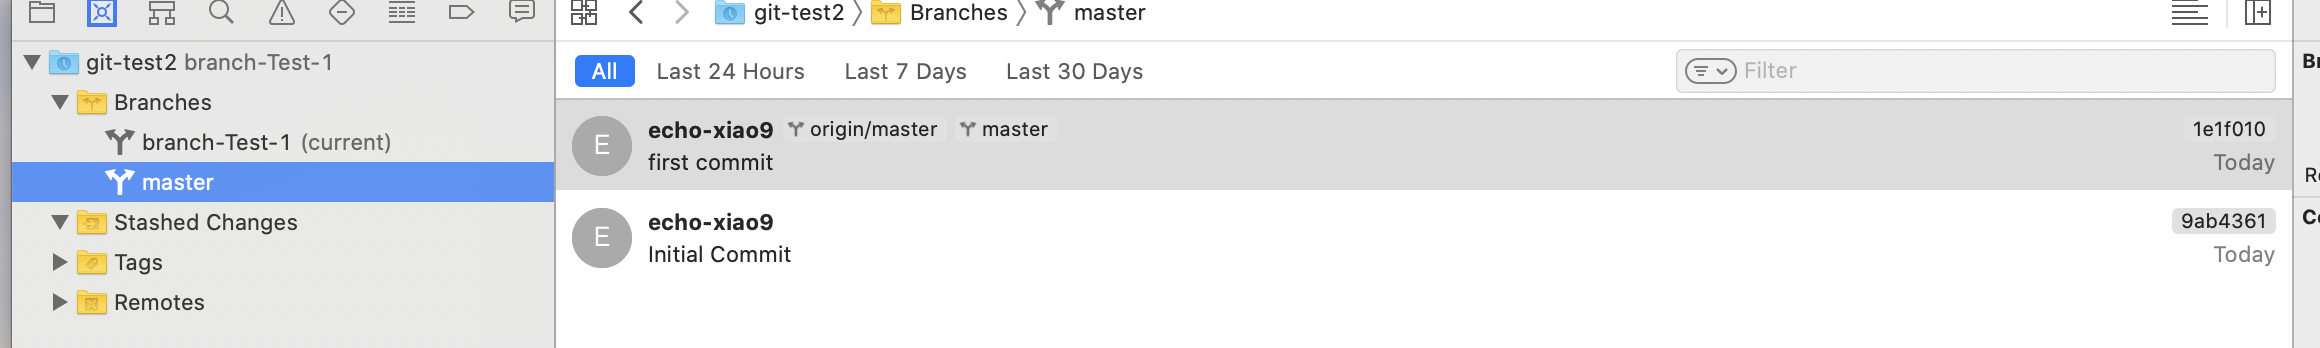 git-test2 branch-Test-1
Branches
branch-Test-1 (current)
master
Stashed Changes
Tags
Remotes
git-test2 Branches master
All Last 24 Hours Last 7 Days Last 30 Days Filter
E
echo-xiao9 origin/master master 1e1f010
first commit Today
E
echo-xiao9 9ab4361
Initial Commit Today